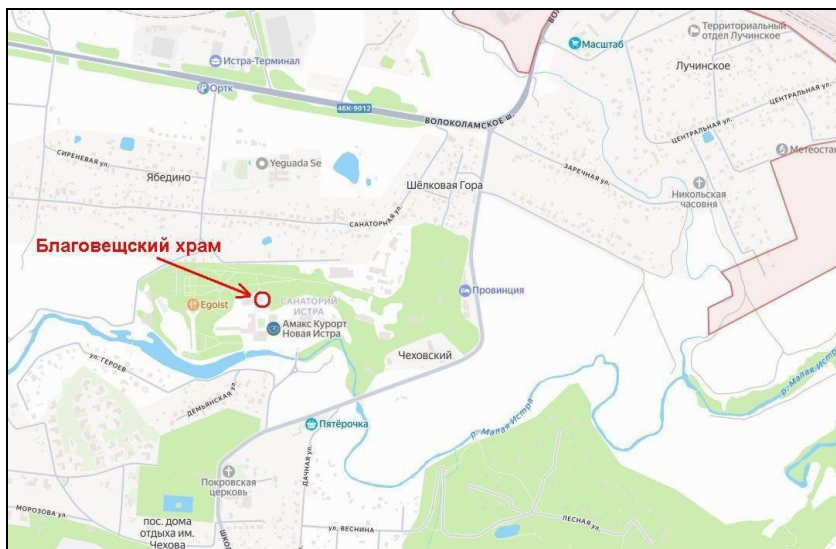 Масштаб
Территориальный
отдел Лучинское
Лучинское
Истра-Терминал
Ортк
46К-9012
ВОЛОКОЛАМСКОЕ Ш.
ЦЕНТРАЛЬНАЯ УЛ.
ЦЕНТРАЛЬНАЯ УЛ.
СИРЕНЕВАЯ УЛ.
Yeguada Se
Ябедино
ЗАРЕЧНАЯ УЛ.
Метеостан
Шёлковая Гора
Никольская
часовня
САНАТОРНАЯ УЛ.
Благовещский храм
Egoist
САНАТОРИЙ
ИСТРА
Провинция
Амакс Курорт
Новая Истра
УЛ. ГЕРОЕВ
Чеховский
ДЕМЬЯНСКАЯ УЛ.
р. Малая Истра
р. Малая Истра
Пятёрочка
Покровская
церковь
ДАЧНАЯ УЛ.
МОРОЗОВА УЛ.
пос. дома
отдыха им.
Чехова
УЛ. ВЕСНИНА
ЛЕСНАЯ УЛ.